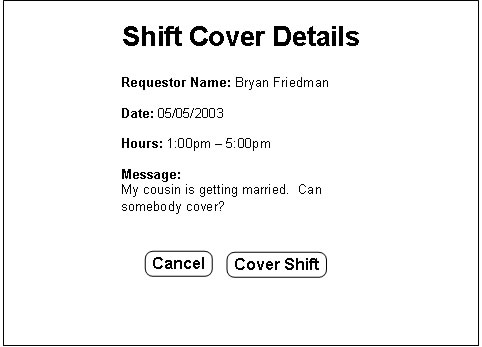 Shift Cover Details
Requestor Name: Bryan Friedman
Date: 05/05/2003
Hours: 1:00pm – 5:00pm
Message:
My cousin is getting married.  Can
somebody cover?
Cancel Cover Shift